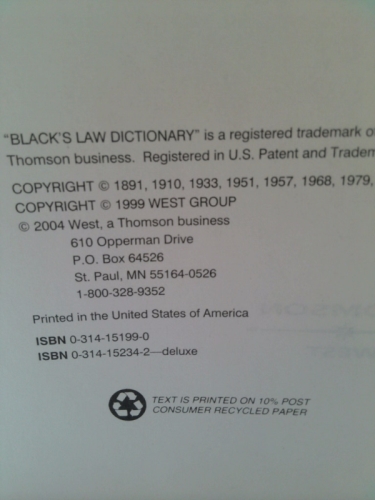 "BLACK'S LAW DICTIONARY" is a registered trademark of
Thomson business. Registered in U.S. Patent and
COPYRIGHT © 1891, 1910, 1933, 1951, 1957, 1968, 1979,
COPYRIGHT © 1999 WEST GROUP
© 2004 West, a Thomson business
610 Opperman Drive
P.O. Box 64526
St. Paul, MN 55164-0526
1-800-328-9352
Printed in the United States of America
ISBN 0-314-15199-0
ISBN 0-314-15234-2—deluxe
TEXT IS PRINTED ON 10% POST
CONSUMER RECYCLED PAPER